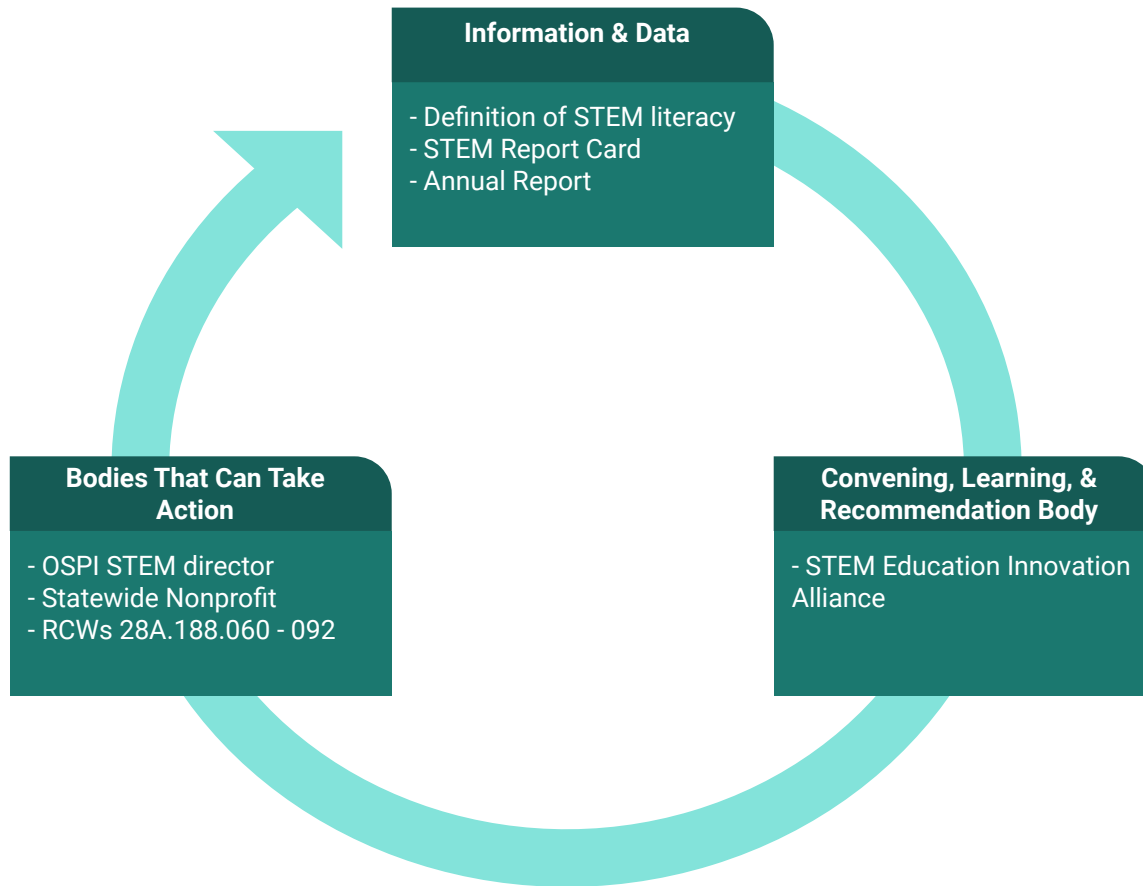 Information & Data
- Definition of STEM literacy
- STEM Report Card
- Annual Report
Bodies That Can Take
Action
- OSPI STEM director
- Statewide Nonprofit
- RCWs 28A.188.060 - 092
Convening, Learning, &
Recommendation Body
- STEM Education Innovation
Alliance